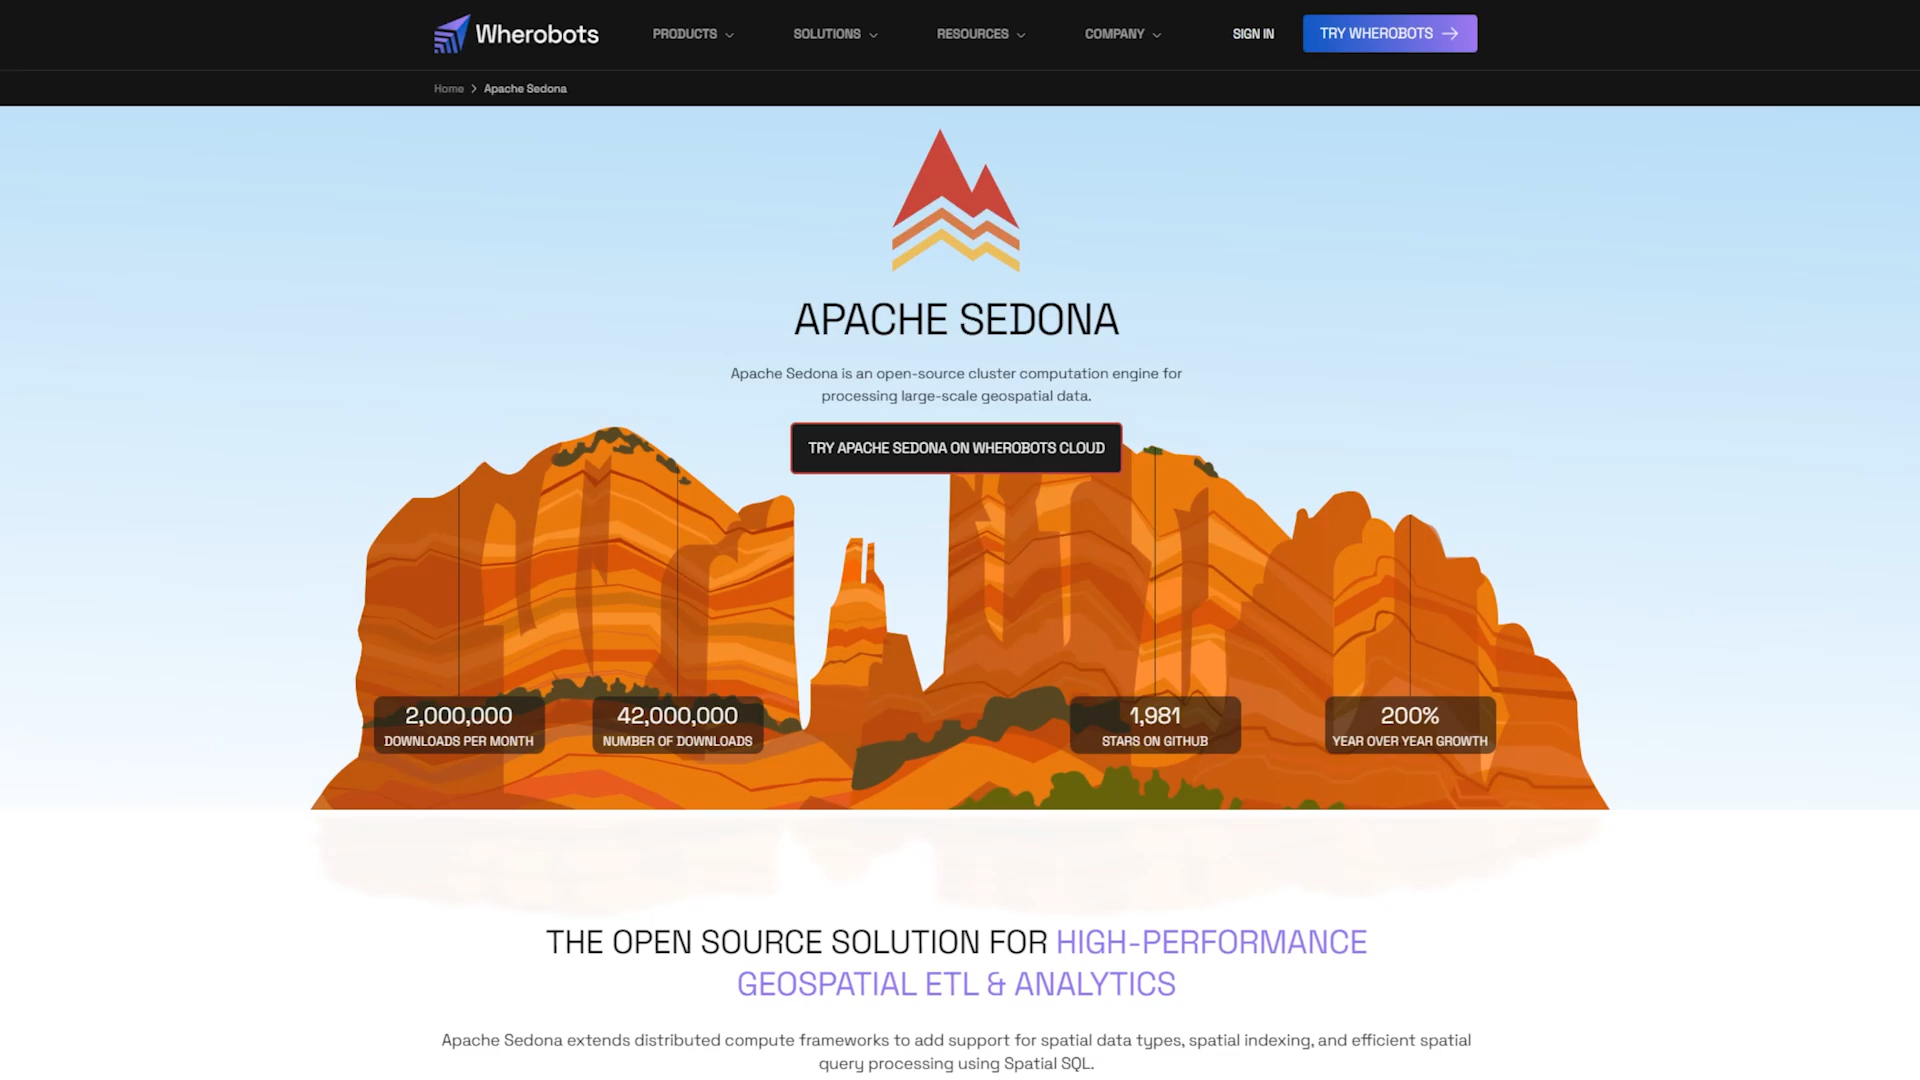 Wherobots
PRODUCTS
SOLUTIONS
RESOURCES
COMPANY
SIGN IN
TRY WHEROBOTS
Home > Apache Sedona
APACHE SEDONA
Apache Sedona is an open-source cluster computation engine for
processing large-scale geospatial data.
TRY APACHE SEDONA ON WHEROBOTS CLOUD
2,000,000
DOWNLOADS PER MONTH
42,000,000
NUMBER OF DOWNLOADS
1,981
STARS ON GITHUB
200%
YEAR OVER YEAR GROWTH
THE OPEN SOURCE SOLUTION FOR HIGH-PERFORMANCE
GEOSPATIAL ETL & ANALYTICS
Apache Sedona extends distributed compute frameworks to add support for spatial data types, spatial indexing, and efficient spatial
query processing using Spatial SQL.